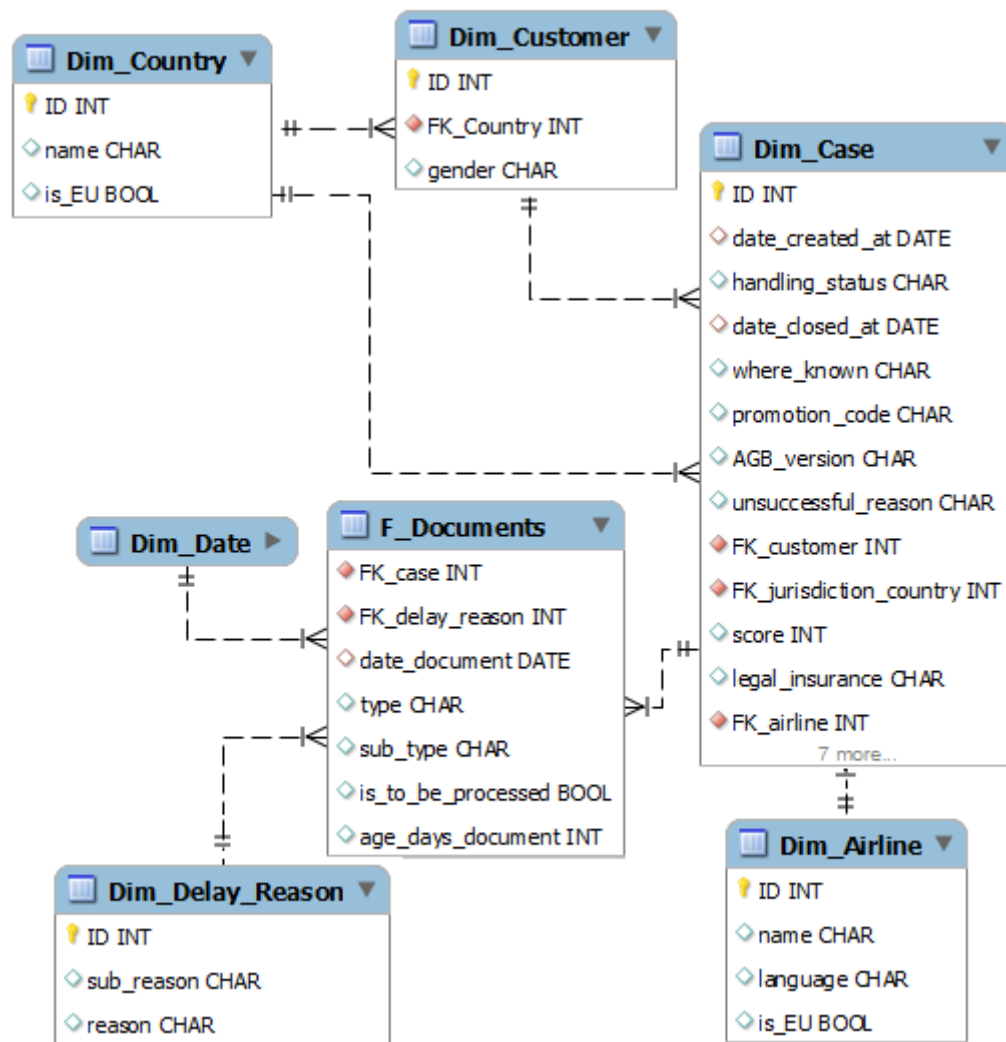 Dim_Country
ID INT
name CHAR
is_EU BOOL
Dim_Customer
ID INT
FK_Country INT
gender CHAR
Dim_Case
ID INT
date_created_at DATE
handling_status CHAR
date_closed_at DATE
where_known CHAR
promotion_code CHAR
AGB_version CHAR
unsuccessful_reason CHAR
FK_customer INT
FK_jurisdiction_country INT
score INT
legal_insurance CHAR
FK_airline INT
7 more...
Dim_Date
F_Documents
FK_case INT
FK_delay_reason INT
date_document DATE
type CHAR
sub_type CHAR
is_to_be_processed BOOL
age_days_document INT
Dim_Delay_Reason
ID INT
sub_reason CHAR
reason CHAR
Dim_Airline
ID INT
name CHAR
language CHAR
is_EU BOOL